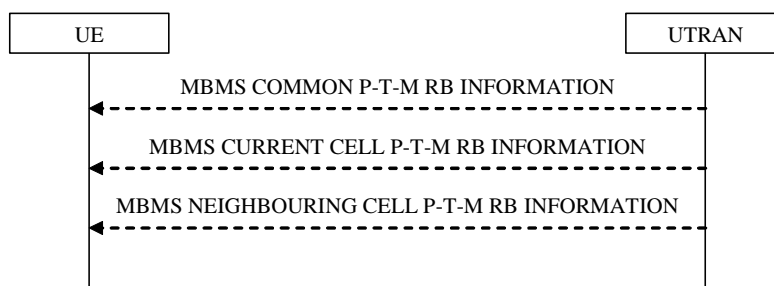 UE
UTRAN
MBMS COMMON P-T-M RB INFORMATION
MBMS CURRENT CELL P-T-M RB INFORMATION
MBMS NEIGHBOURING CELL P-T-M RB INFORMATION